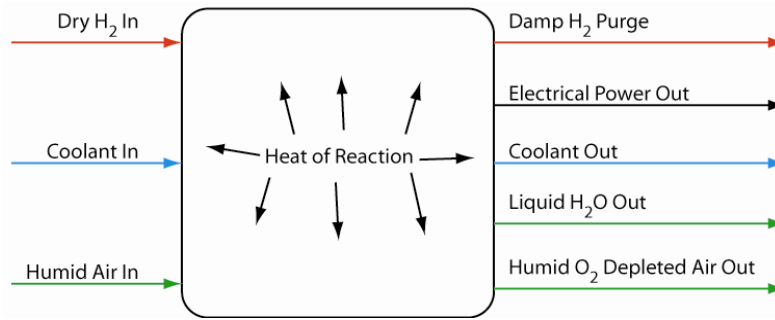 Dry H₂ In
Damp H₂ Purge
Electrical Power Out
Coolant In
Heat of Reaction
Coolant Out
Liquid H₂O Out
Humid Air In
Humid O₂ Depleted Air Out